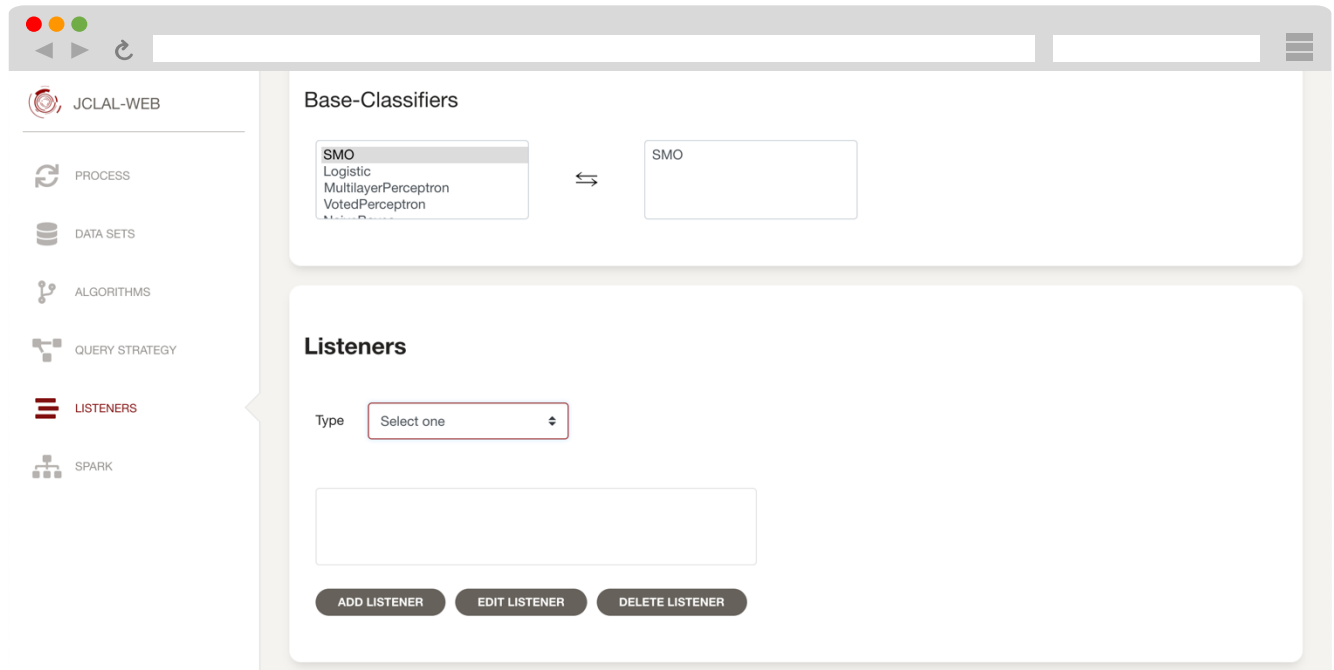 JCLAL-WEB
PROCESS
DATA SETS
ALGORITHMS
QUERY STRATEGY
LISTENERS
SPARK
Base-Classifiers
SMO
Logistic
MultilayerPerceptron
VotedPerceptron
SMO
Listeners
Type
Select one
ADD LISTENER
EDIT LISTENER
DELETE LISTENER